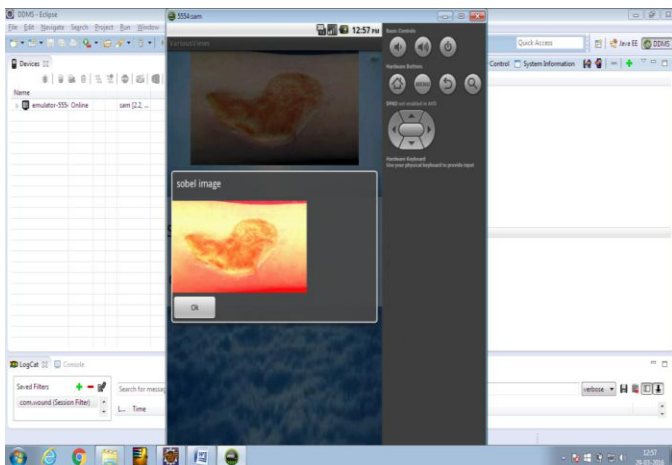 DDMS - Eclipse
File Edit Navigate Search Project Run Window
Quick Access
Java EE
DDMS
Devices
Name
emulator-555- Online sam [2.2, ...
5554:sam
12:57 PM
VariousViews
sobel image
Ok
Basic Controls
Hardware Buttons
MENU
DPAD not enabled in AVD
Hardware Keyboard
Use your physical keyboard to provide input
Control
System Information
LogCat
Console
Saved Filters
Search for messag
verbose
com.wound (Session Filter)
L... Time
12:57